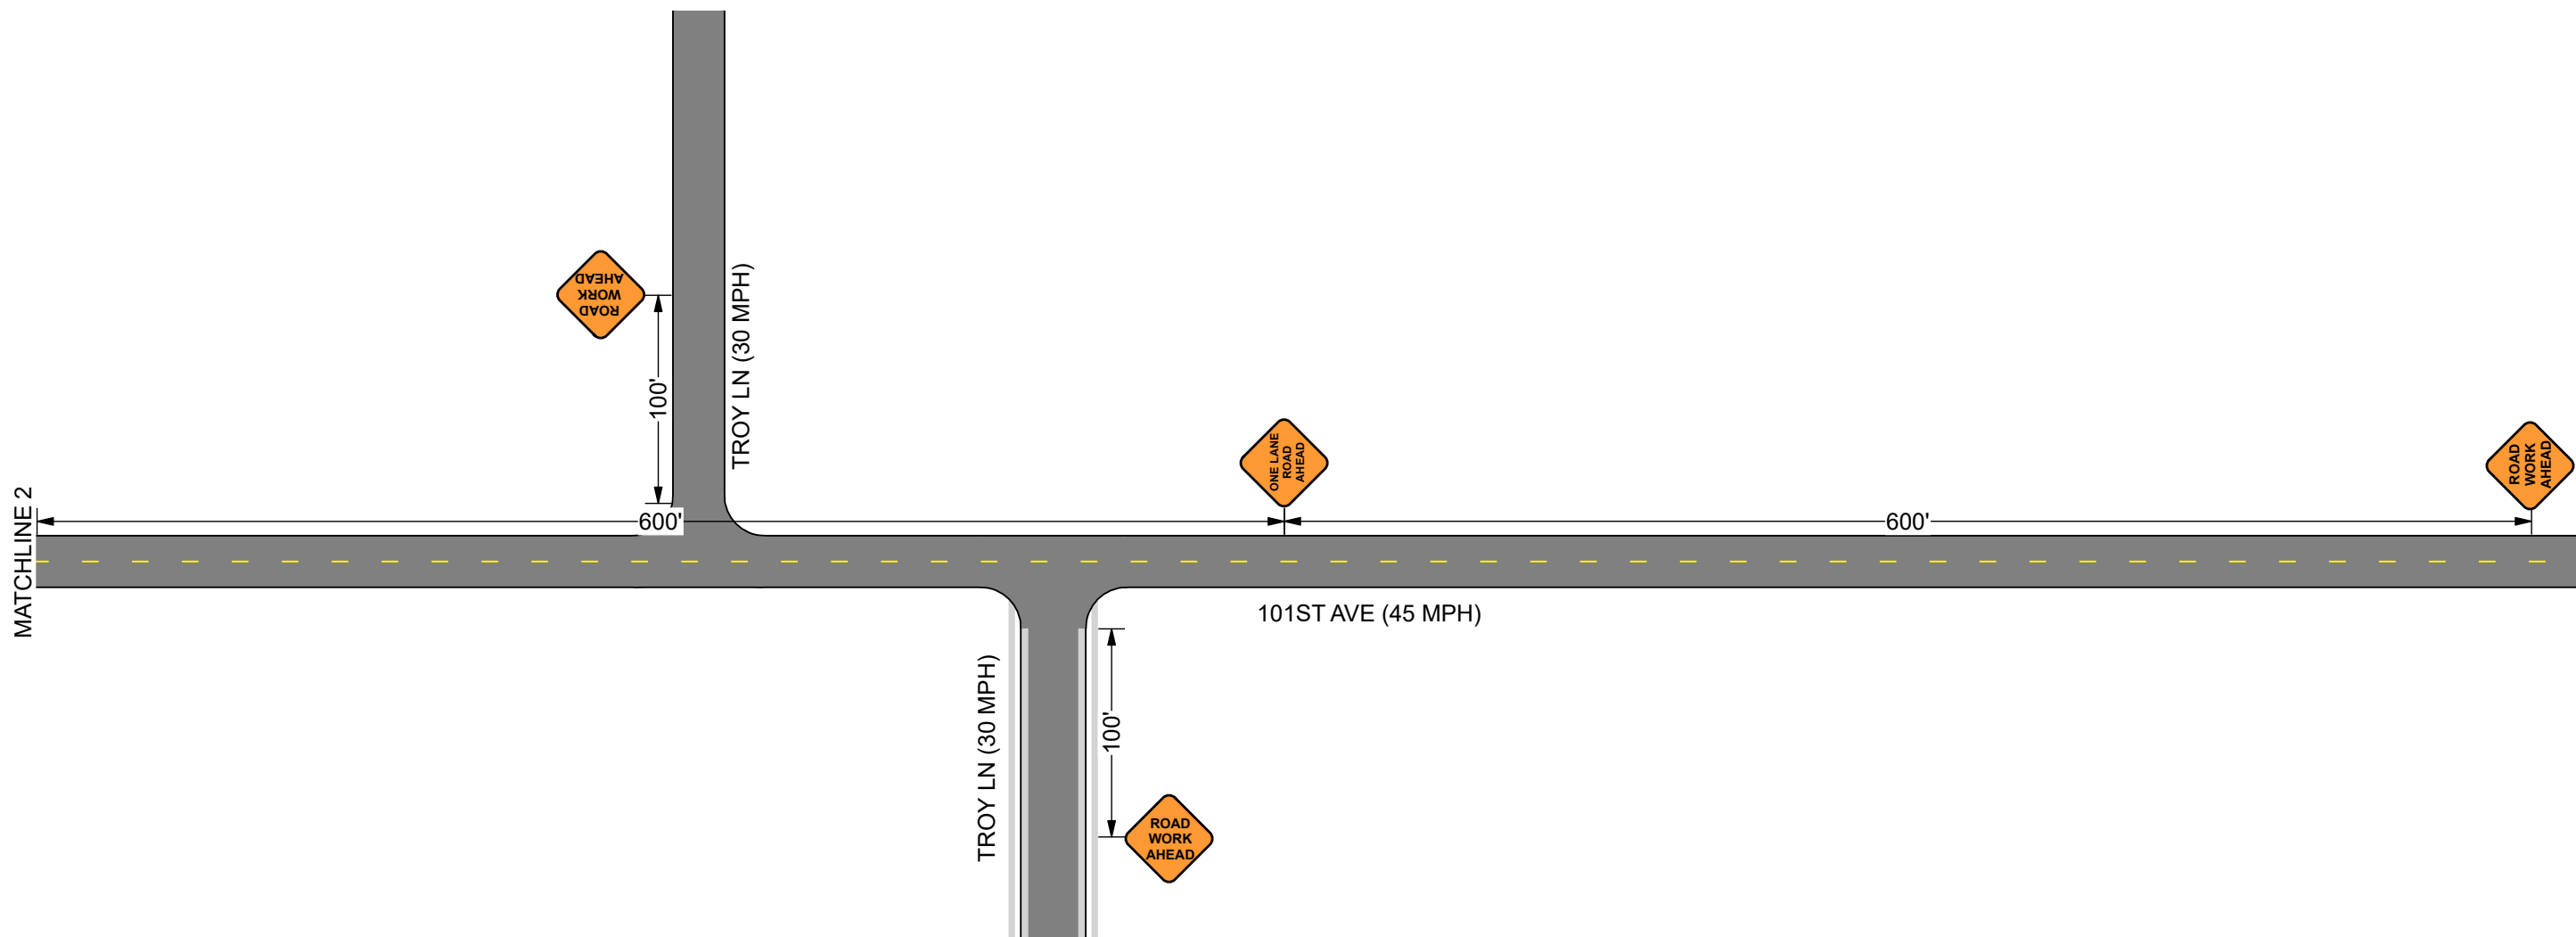 ROAD
WORK
AHEAD
TROY LN (30 MPH)
100'
ONE LANE
ROAD
AHEAD
ROAD
WORK
AHEAD
MATCHLINE 2
600'
600'
101ST AVE (45 MPH)
TROY LN (30 MPH)
100'
ROAD
WORK
AHEAD